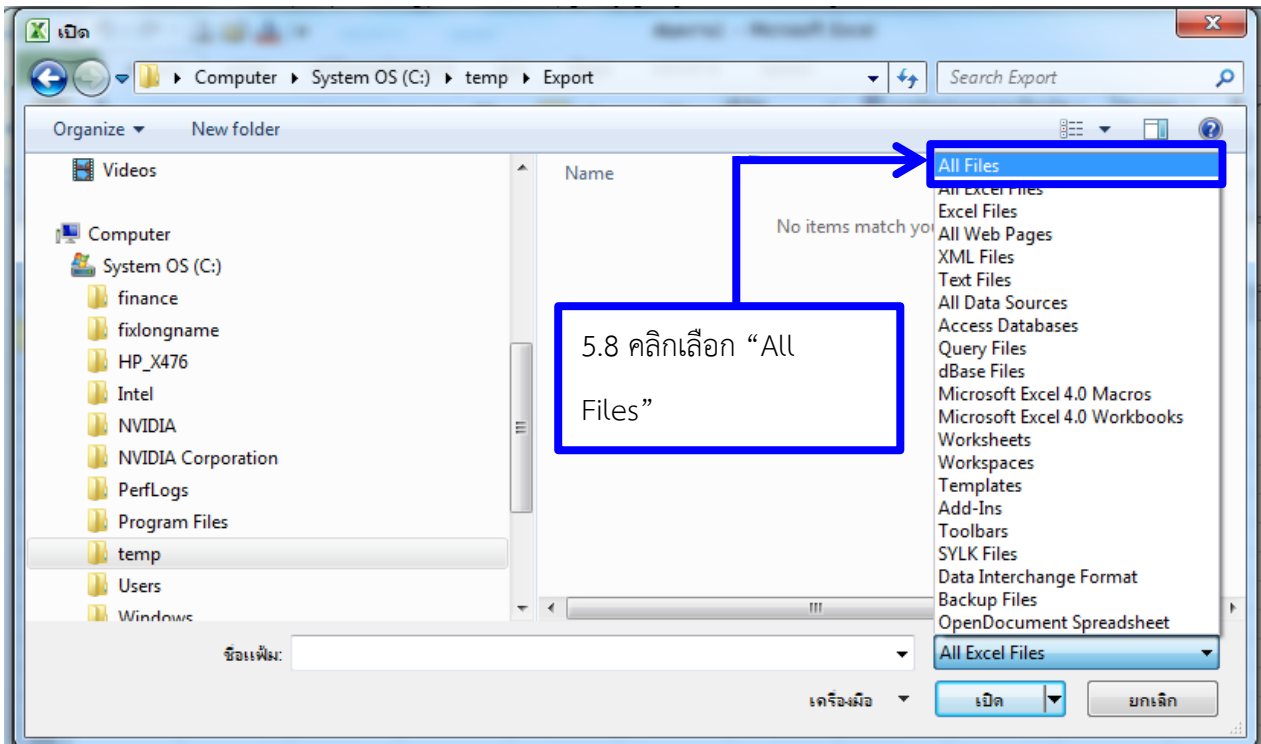 เปิด
Computer System OS (C:) temp Export
Search Export
Organize New folder
Videos
Computer
System OS (C:)
finance
fixlongname
HP_X476
Intel
NVIDIA
NVIDIA Corporation
PerfLogs
Program Files
temp
Users
Windows
Name
No items match you
5.8 คลิกเลือก “All
Files”
All Files
All Excel Files
Excel Files
All Web Pages
XML Files
Text Files
All Data Sources
Access Databases
Query Files
dBase Files
Microsoft Excel 4.0 Macros
Microsoft Excel 4.0 Workbooks
Worksheets
Workspaces
Templates
Add-Ins
Toolbars
SYLK Files
Data Interchange Format
Backup Files
OpenDocument Spreadsheet
ชื่อแฟ้ม:
All Excel Files
เครื่องมือ เปิด ยกเลิก